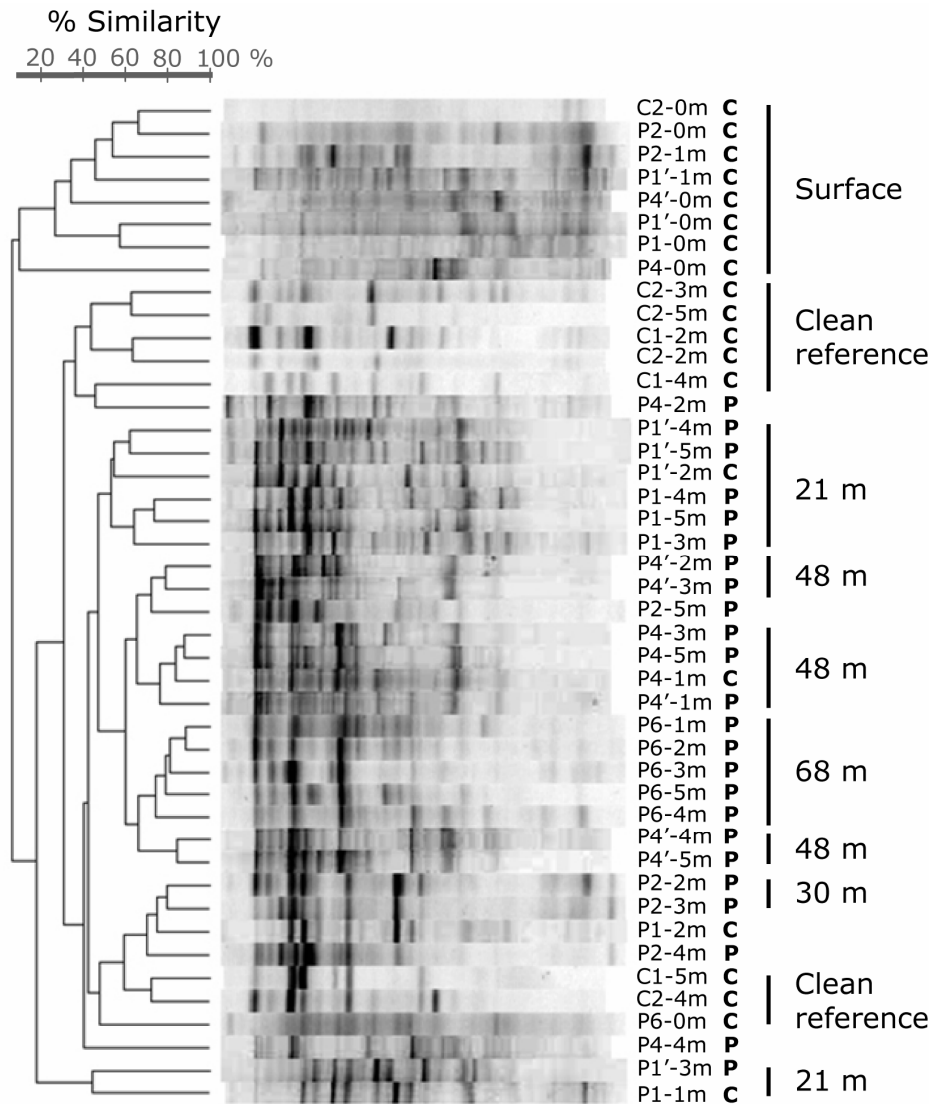 % Similarity
20 40 60 80 100 %
C2-0m C
P2-0m C
P2-1m C
P1′-1m C
Surface
P4′-0m C
P1′-0m C
P1-0m C
P4-0m C
C2-3m C
C2-5m C
Clean
C1-2m C
reference
C2-2m C
C1-4m C
P4-2m P
P1′-4m P
P1′-5m P
P1′-2m C
21 m
P1-4m P
P1-5m P
P1-3m P
P4′-2m P
48 m
P4′-3m P
P2-5m P
P4-3m P
P4-5m P
48 m
P4-1m C
P4′-1m P
P6-1m P
P6-2m P
P6-3m P
68 m
P6-5m P
P6-4m P
P4′-4m P
48 m
P4′-5m P
P2-2m P
30 m
P2-3m P
P1-2m C
P2-4m P
C1-5m C
Clean
C2-4m C
reference
P6-0m C
P4-4m P
P1′-3m P
21 m
P1-1m C